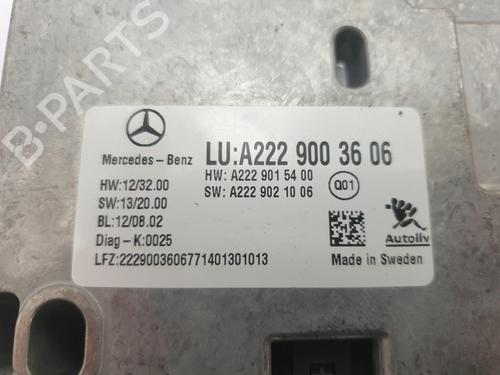 B-PARTS
LU:A222 900 36 06
Mercedes-Benz
HW: A222 901 54 00
HW:12/32.00
SW: A222 902 10 06
Q01
SW:13/20.00
BL:12/08.02
Diag-K:0025
Autoliv
LFZ:2229003606771401301013
Made in Sweden